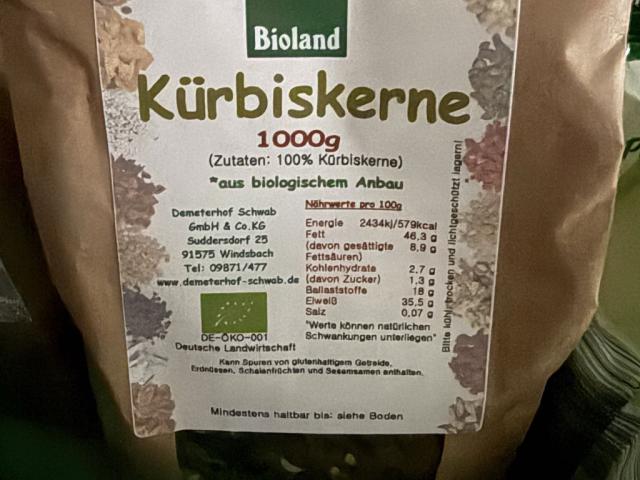 Bioland
Kürbiskerne
1000g
(Zutaten: 100% Kürbiskerne)
*aus biologischem Anbau
Demeterhof Schwab
GmbH & Co.KG
Suddersdorf 25
91575 Windsbach
Tel: 09871/477
www.demeterhof-schwab.de
DE-ÖKO-001
Deutsche Landwirtschaft
Nährwerte pro 100g
Energie 2434kj/579kcal
Fett 46,3 g
(davon gesättigte 8,9 g
Fettsäuren)
Kohlenhydrate 2,7 g
(davon Zucker) 1,3 g
Ballaststoffe 18 g
Eiweiß 35,5 g
Salz 0,07 g
*Werte können natürlichen
Schwankungen unterliegen*
Bitte kühl, trocken und lichtgeschützt lagern!
Kann Spuren von glutenhaltigem Getreide,
Erdnüssen, Schalenfrüchten und Sesamsamen enthalten.
Mindestens haltbar bis: siehe Boden